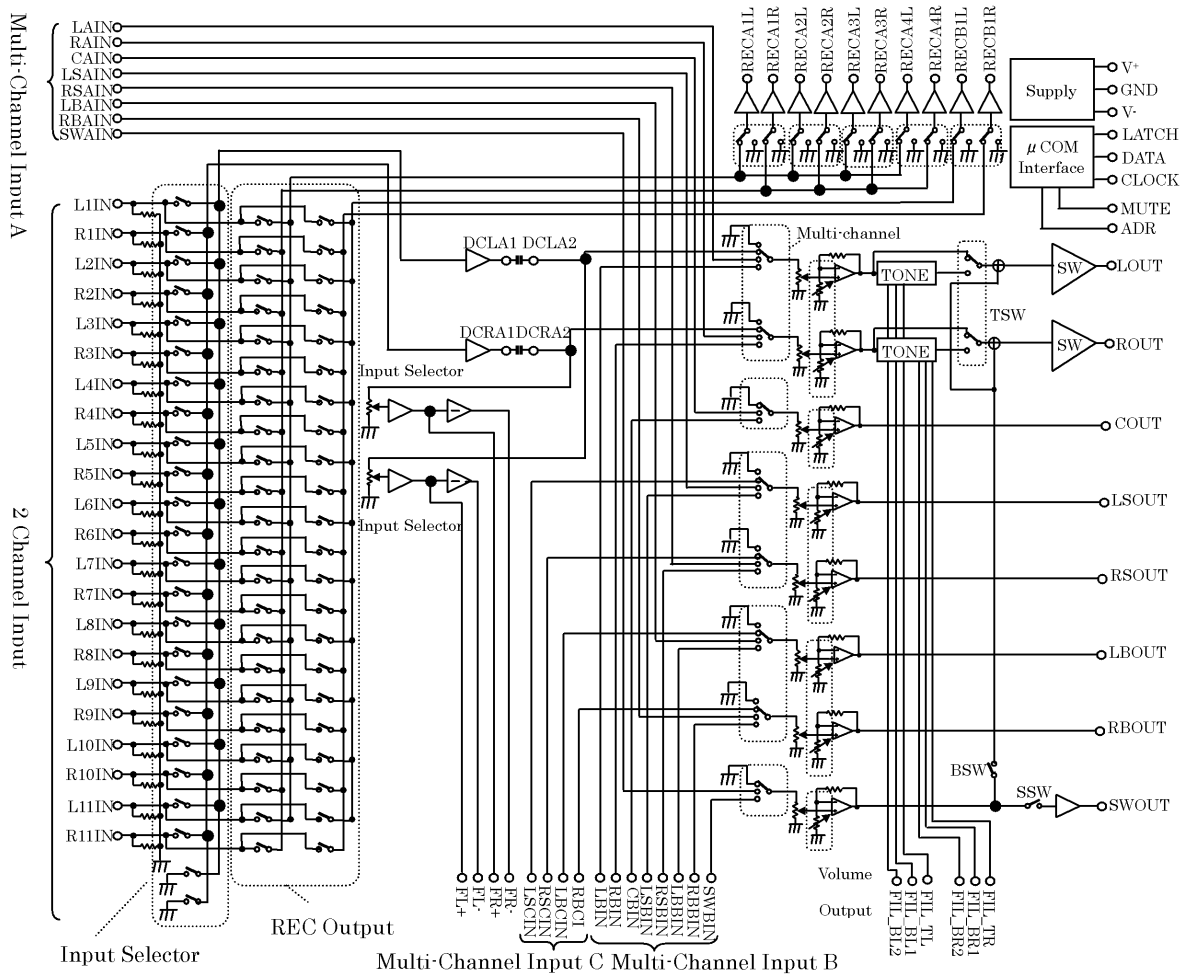 Multi-Channel Input A
LAIN
RAIN
CAIN
LSAIN
RSAIN
LBAIN
RBAIN
SWAIN
RECA1L
RECA1R
RECA2L
RECA2R
RECA3L
RECA3R
RECA4L
RECA4R
RECB1L
RECB1R
Supply
V+
GND
V-
μ COM
Interface
LATCH
DATA
CLOCK
MUTE
ADR
2 Channel Input
L1IN
R1IN
L2IN
R2IN
L3IN
R3IN
L4IN
R4IN
L5IN
R5IN
L6IN
R6IN
L7IN
R7IN
L8IN
R8IN
L9IN
R9IN
L10IN
R10IN
L11IN
R11IN
Input Selector
REC Output
DCLA1 DCLA2
DCRA1DCRA2
Input Selector
Input Selector
Multi-channel
TONE
TONE
TSW
SW
SW
LOUT
ROUT
COUT
LSOUT
RSOUT
LBOUT
RBOUT
BSW
SSW
SWOUT
Volume
Output
FL+
FL-
FR+
FR-
LSCIN
RSCIN
LBCIN
RBCI
LBIN
RBIN
CBIN
LSBIN
RSBIN
LBBIN
RBBIN
SWBIN
FIL_BL2
FIL_BL1
FIL_TL
FIL_BR2
FIL_BR1
FIL_TR
Multi-Channel Input C Multi-Channel Input B